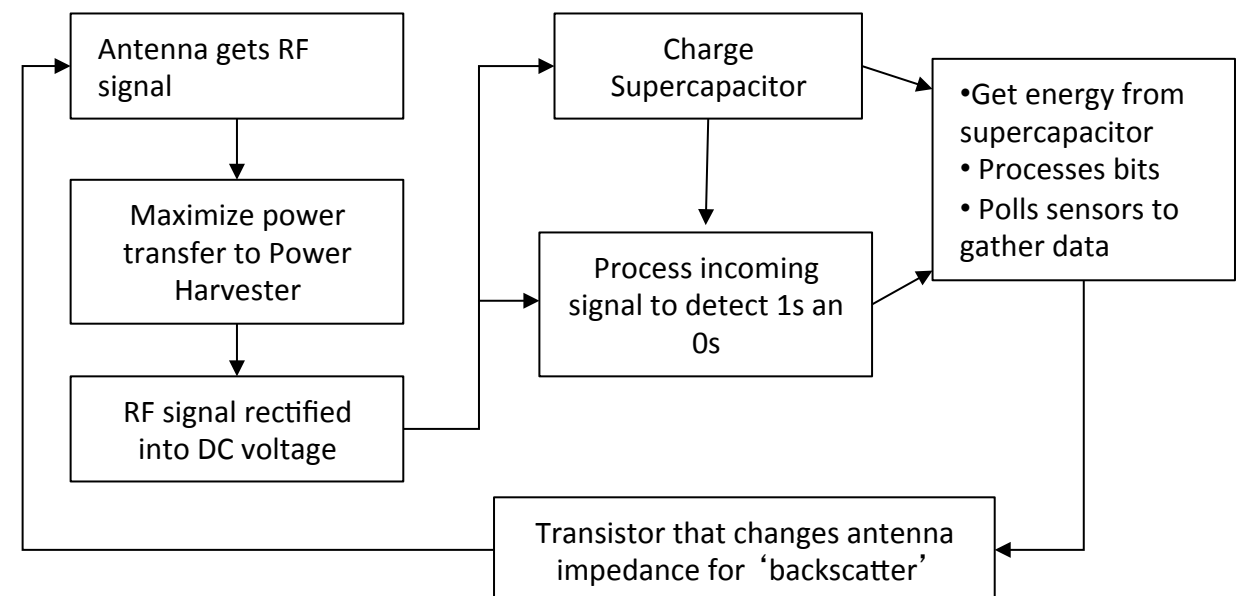 Antenna gets RF
signal
Maximize power
transfer to Power
Harvester
RF signal rectified
into DC voltage
Charge
Supercapacitor
Process incoming
signal to detect 1s an
0s
•Get energy from
supercapacitor
• Processes bits
• Polls sensors to
gather data
Transistor that changes antenna
impedance for ‘backscatter’